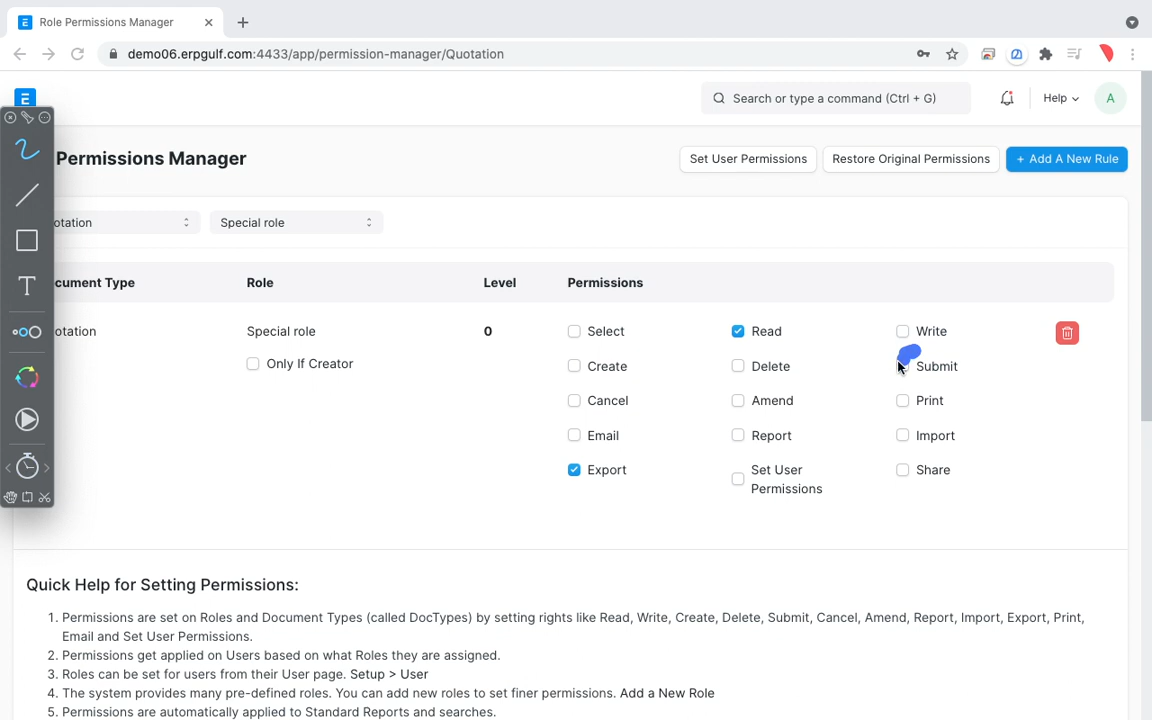 E Role Permissions Manager
demo06.erpgulf.com:4433/app/permission-manager/Quotation
E
Search or type a command (Ctrl + G)
Help
A
Permissions Manager
Set User Permissions
Restore Original Permissions
+ Add A New Rule
otation
Special role
cument Type
Role
Level
Permissions
otation
Special role
0
Select
Read
Write
Only If Creator
Create
Delete
Submit
Cancel
Amend
Print
Email
Report
Import
Export
Set User
Permissions
Share
T
Quick Help for Setting Permissions:
1. Permissions are set on Roles and Document Types (called DocTypes) by setting rights like Read, Write, Create, Delete, Submit, Cancel, Amend, Report, Import, Export, Print,
Email and Set User Permissions.
2. Permissions get applied on Users based on what Roles they are assigned.
3. Roles can be set for users from their User page. Setup > User
4. The system provides many pre-defined roles. You can add new roles to set finer permissions. Add a New Role
5. Permissions are automatically applied to Standard Reports and searches.